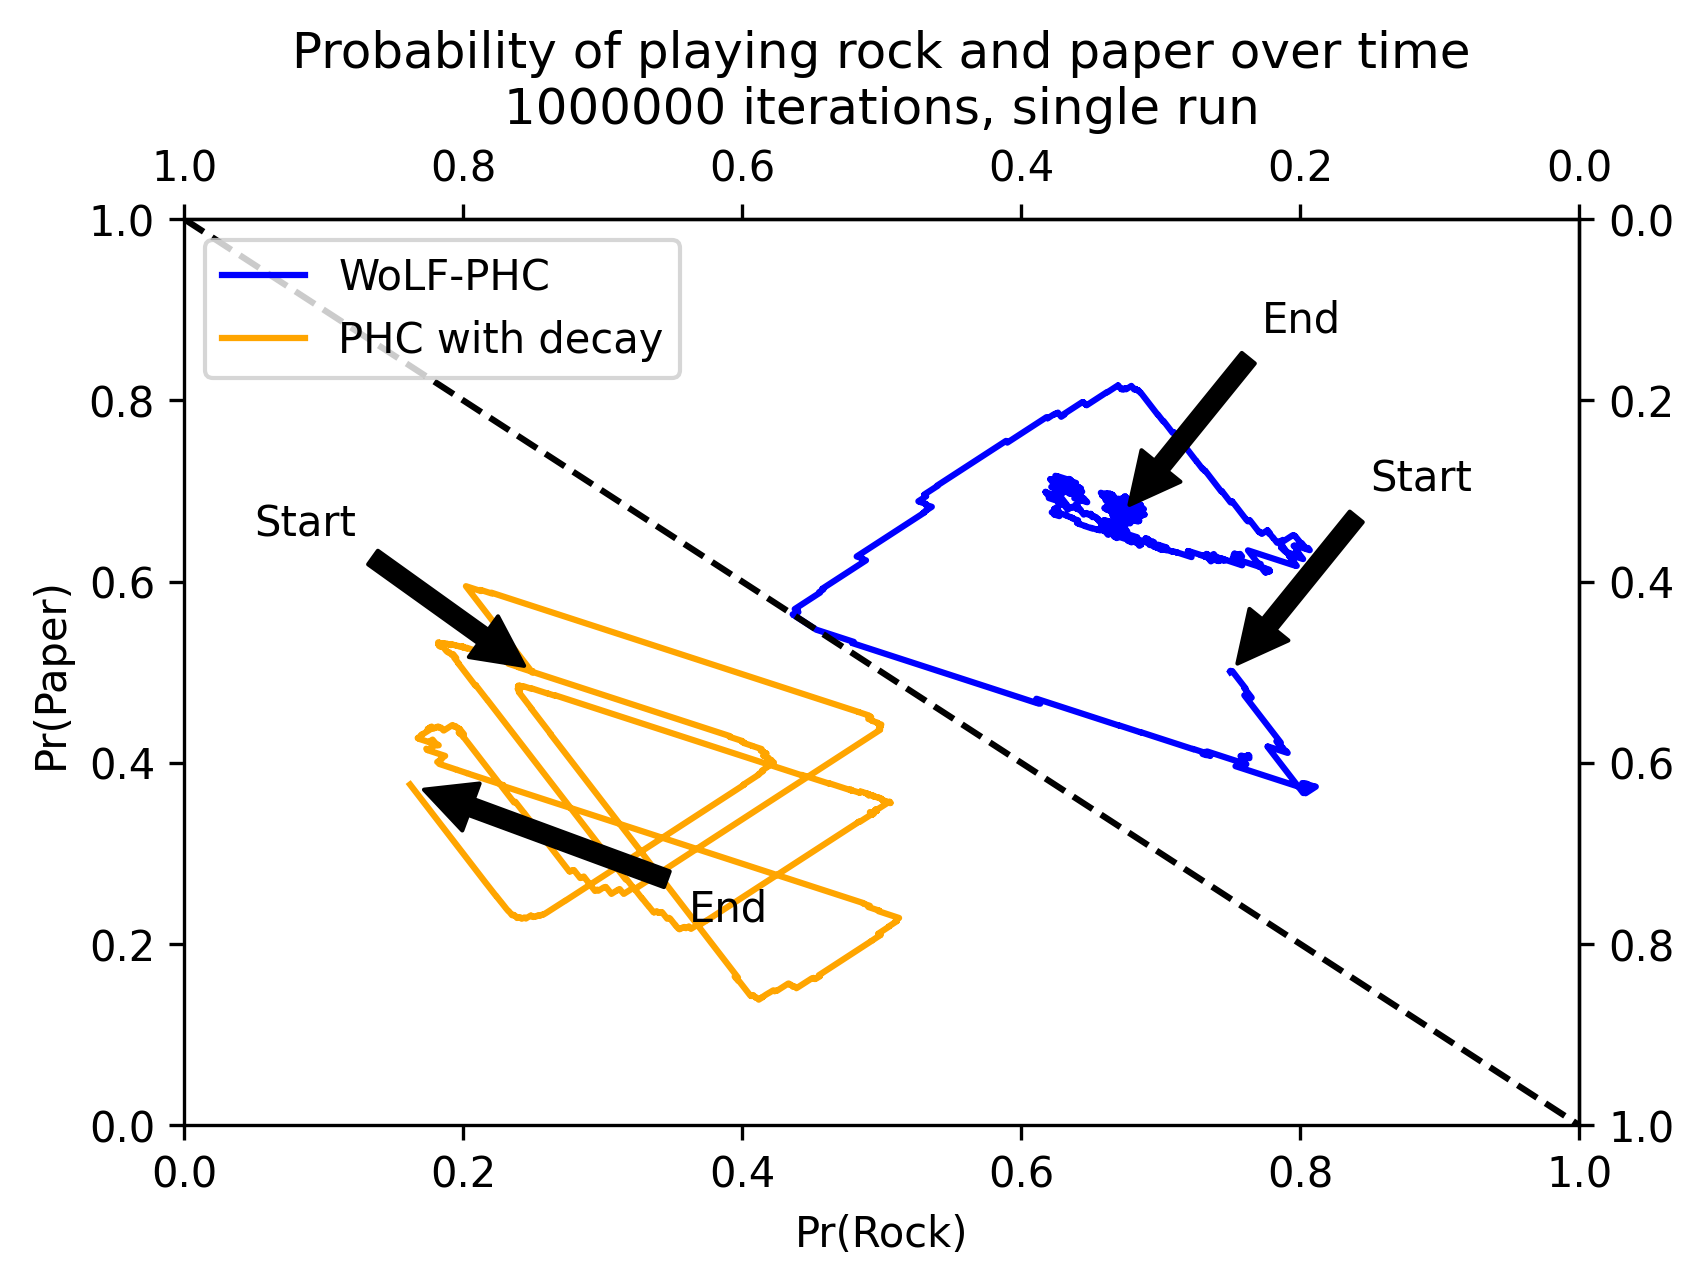 Probability of playing rock and paper over time
1000000 iterations, single run
1.0 0.8 0.6 0.4 0.2 0.0
1.0 0.0
WoLF-PHC
PHC with decay
End
0.8 0.2
Start
Start
0.6 0.4
Pr(Paper)
0.4 0.6
End
0.2 0.8
0.0 1.0
0.0 0.2 0.4 0.6 0.8 1.0
Pr(Rock)